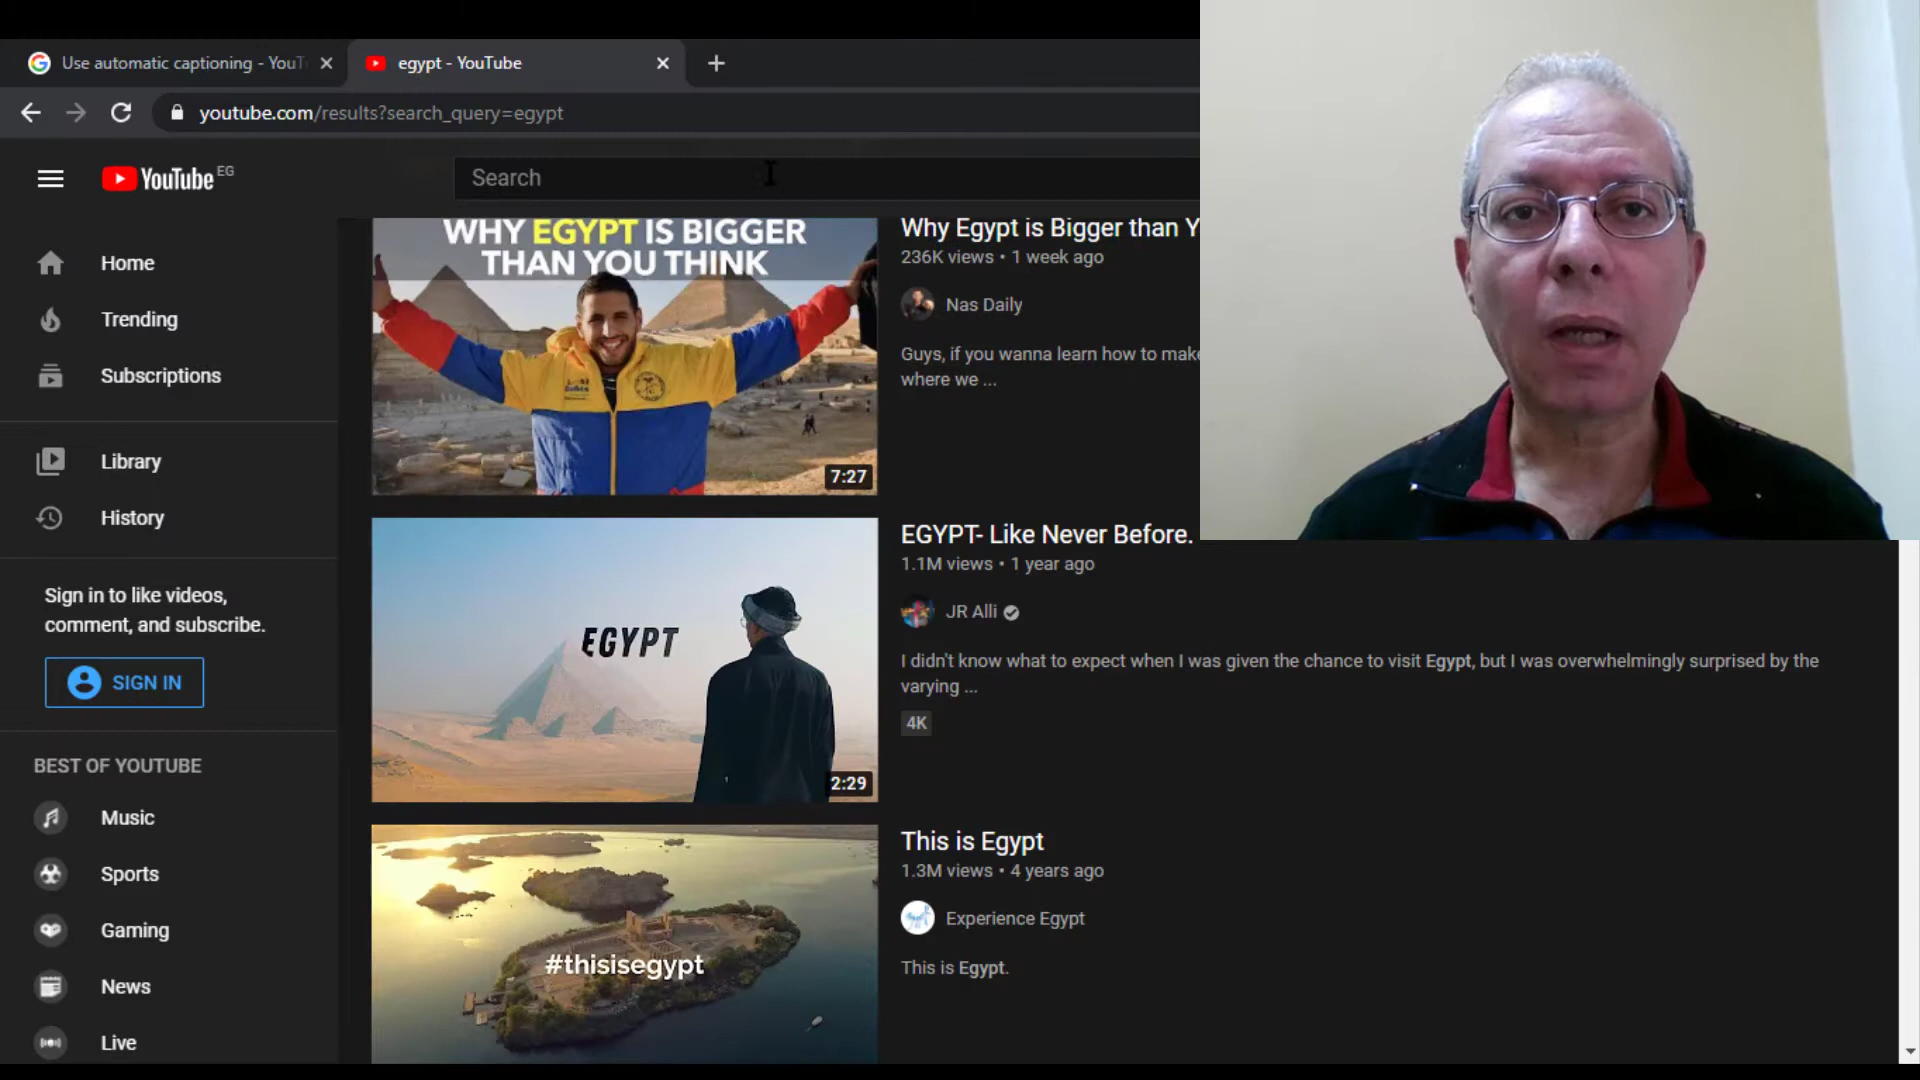 Use automatic captioning - YouT
egypt - YouTube
youtube.com/results?search_query=egypt
YouTube EG
Search
Home
Trending
Subscriptions
Library
History
Sign in to like videos,
comment, and subscribe.
SIGN IN
BEST OF YOUTUBE
Music
Sports
Gaming
News
Live
WHY EGYPT IS BIGGER
THAN YOU THINK
7:27
Why Egypt is Bigger than Y
236K views • 1 week ago
Nas Daily
Guys, if you wanna learn how to make
where we ...
EGYPT
2:29
EGYPT- Like Never Before.
1.1M views • 1 year ago
JR Alli
I didn't know what to expect when I was given the chance to visit Egypt, but I was overwhelmingly surprised by the
varying ...
4K
#thisisegypt
This is Egypt
1.3M views • 4 years ago
Experience Egypt
This is Egypt.